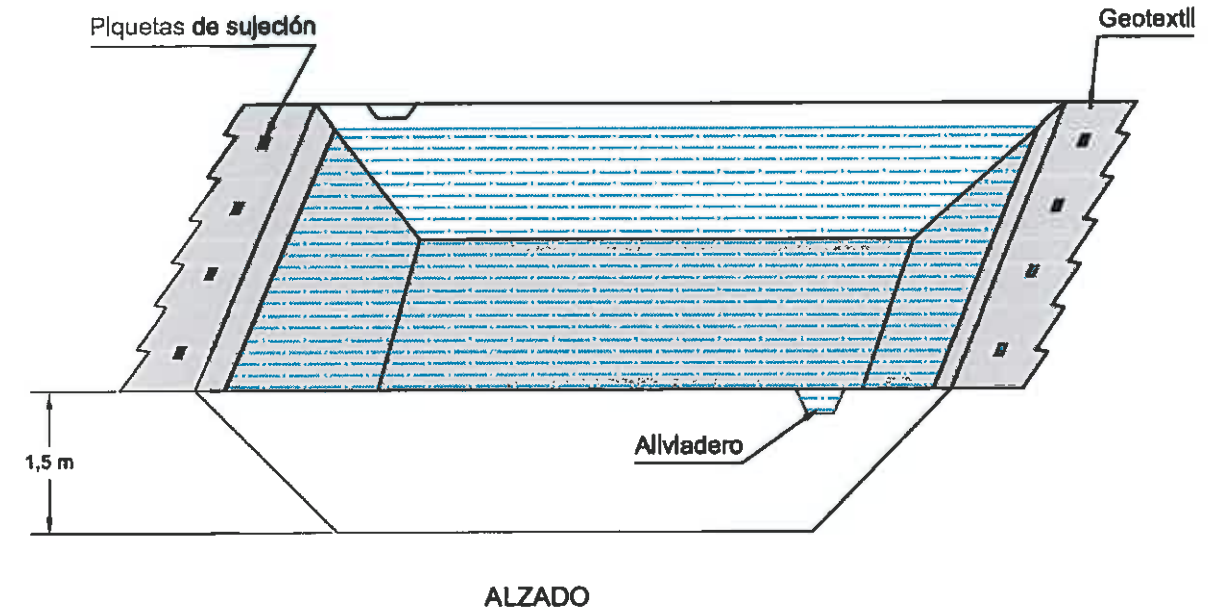 Piquetas de sujeción
Geotextil
Aliviadero
1,5 m
ALZADO